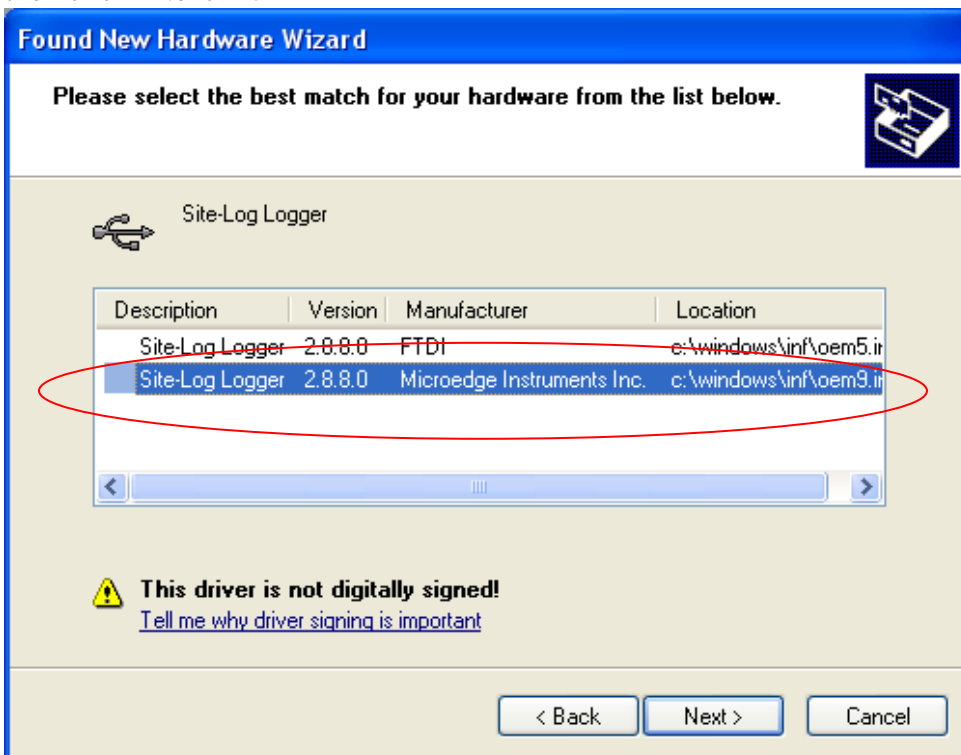 Found New Hardware Wizard
Please select the best match for your hardware from the list below.
Site-Log Logger
Description Version Manufacturer Location
Site-Log Logger 2.8.8.0 FTDI c:\windows\inf\oem5.ir
Site-Log Logger 2.8.8.0 Microedge Instruments Inc. c:\windows\inf\oem9.ir
This driver is not digitally signed!
Tell me why driver signing is important
< Back Next > Cancel